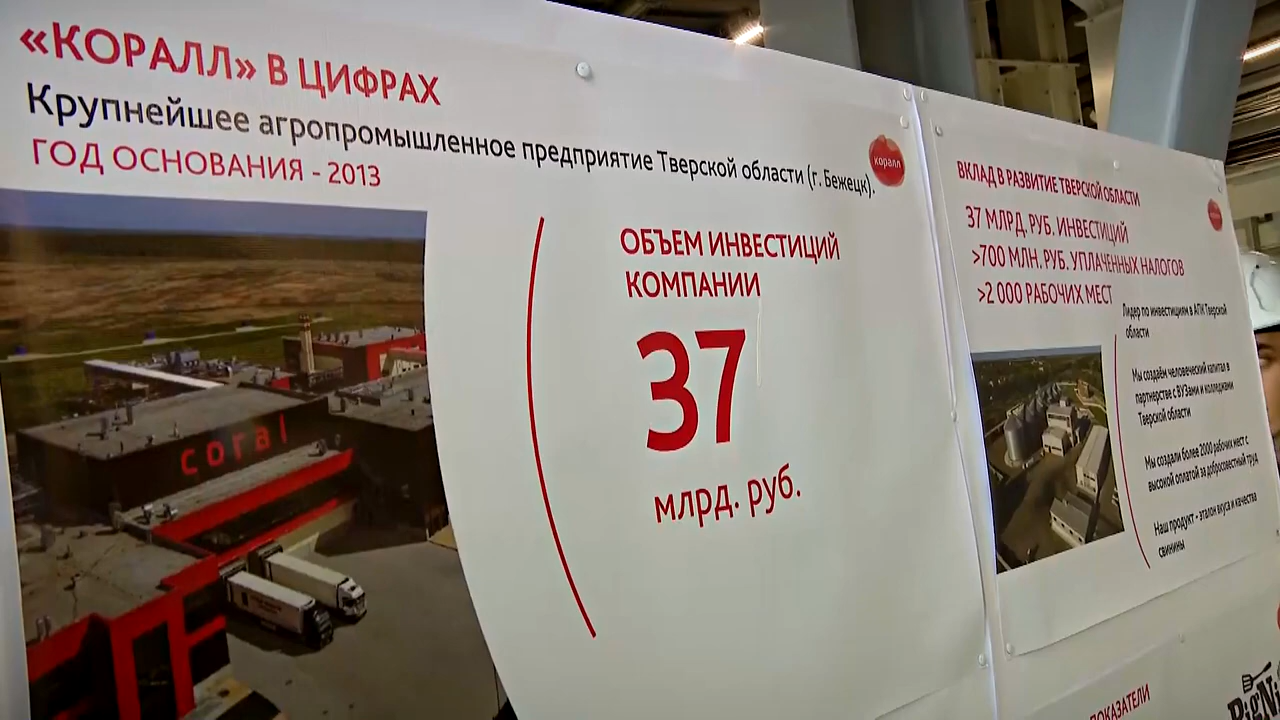 «КОРАЛЛ» В ЦИФРАХ
Крупнейшее агропромышленное предприятие Тверской области (г. Бежецк).
ГОД ОСНОВАНИЯ - 2013
коралл
coral
ОБЪЕМ ИНВЕСТИЦИЙ
КОМПАНИИ
37
млрд. руб.
ВКЛАД В РАЗВИТИЕ ТВЕРСКОЙ ОБЛАСТИ
37 МЛРД. РУБ. ИНВЕСТИЦИЙ
>700 МЛН. РУБ. УПЛАЧЕННЫХ НАЛОГОВ
>2 000 РАБОЧИХ МЕСТ
Лидер по инвестициям в АПК Тверской
области
Мы создаём человеческий капитал в
партнерстве с ВУЗами и колледжами
Тверской области
Мы создали более 2000 рабочих мест с
высокой оплатой за добросовестный труд
Наш продукт - эталон вкуса и качества
свинины
ПОКАЗАТЕЛИ